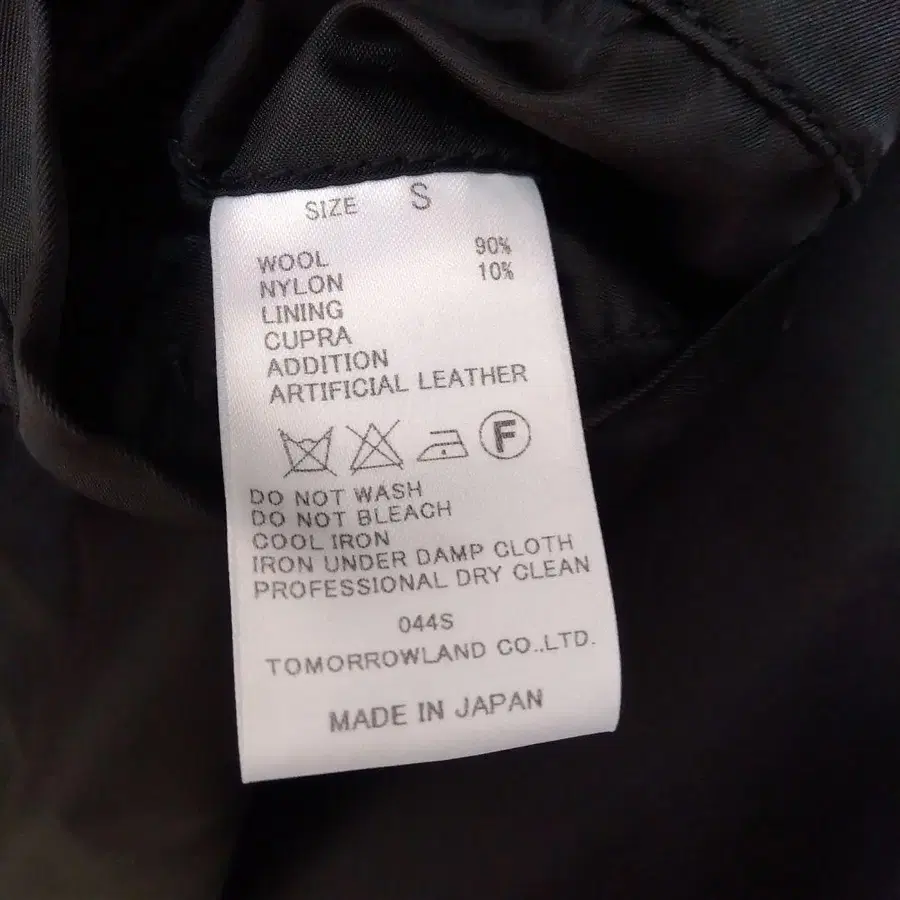 SIZE S
WOOL 90%
NYLON 10%
LINING
CUPRA
ADDITION
ARTIFICIAL LEATHER
F
DO NOT WASH
DO NOT BLEACH
COOL IRON
IRON UNDER DAMP CLOTH
PROFESSIONAL DRY CLEAN
044S
TOMORROWLAND CO.,LTD.
MADE IN JAPAN